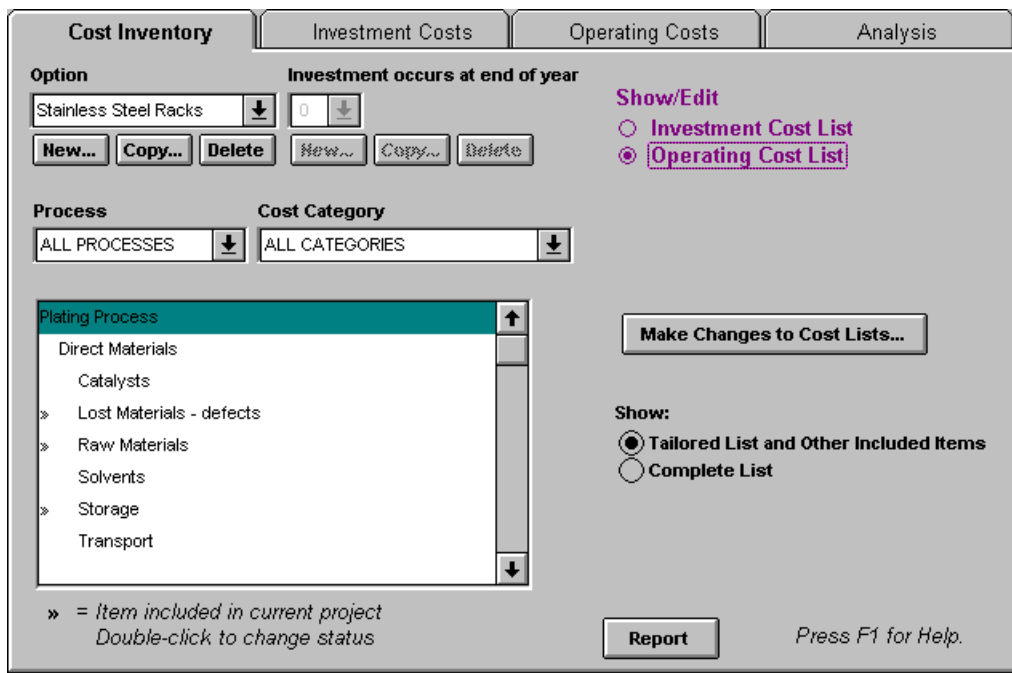 Cost Inventory
Investment Costs
Operating Costs
Analysis
Option
Investment occurs at end of year
Stainless Steel Racks
0
New...
Copy...
Delete
New...
Copy...
Delete
Show/Edit
Investment Cost List
Operating Cost List
Process
Cost Category
ALL PROCESSES
ALL CATEGORIES
Plating Process
Direct Materials
Catalysts
» Lost Materials - defects
» Raw Materials
Solvents
» Storage
Transport
Make Changes to Cost Lists...
Show:
Tailored List and Other Included Items
Complete List
» = Item included in current project
Double-click to change status
Report
Press F1 for Help.